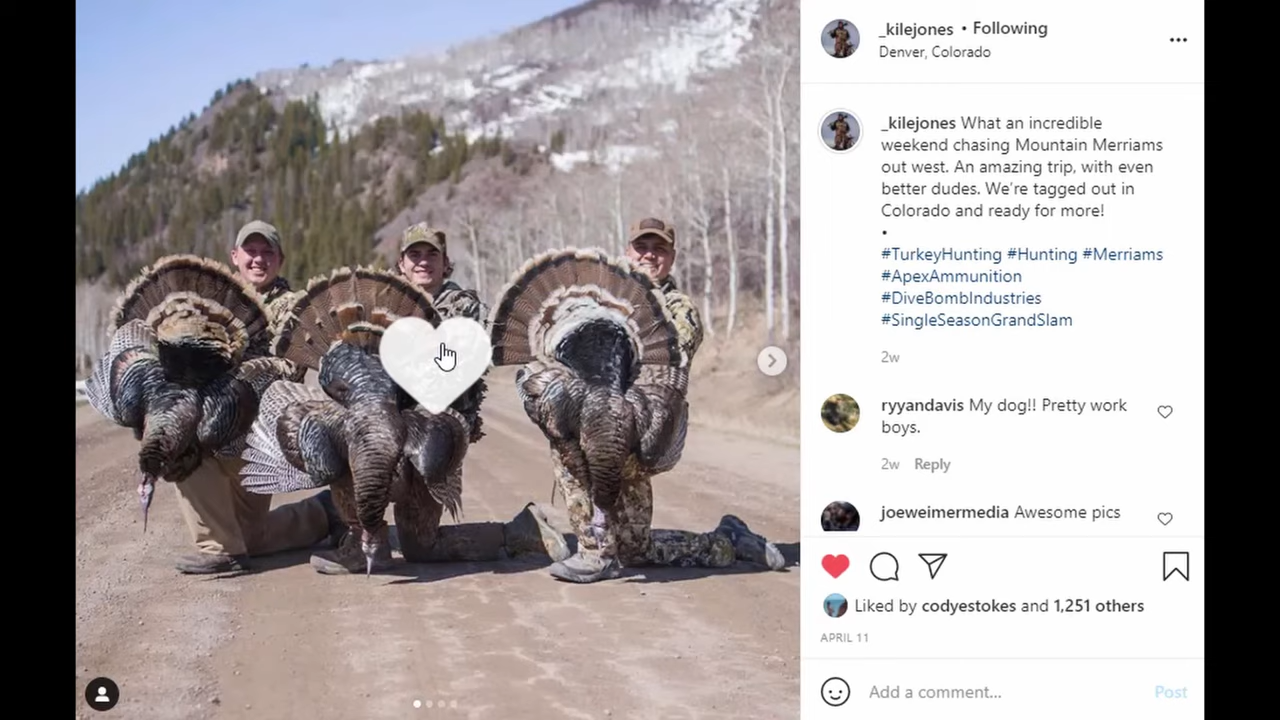 _kilejones • Following
Denver, Colorado
_kilejones What an incredible
weekend chasing Mountain Merriams
out west. An amazing trip, with even
better dudes. We're tagged out in
Colorado and ready for more!
•
#TurkeyHunting #Hunting #Merriams
#ApexAmmunition
#DiveBombIndustries
#SingleSeasonGrandSlam
2w
ryyandavis My dog!! Pretty work
boys.
2w Reply
joeweimermedia Awesome pics
Liked by codyestokes and 1,251 others
APRIL 11
Add a comment... Post